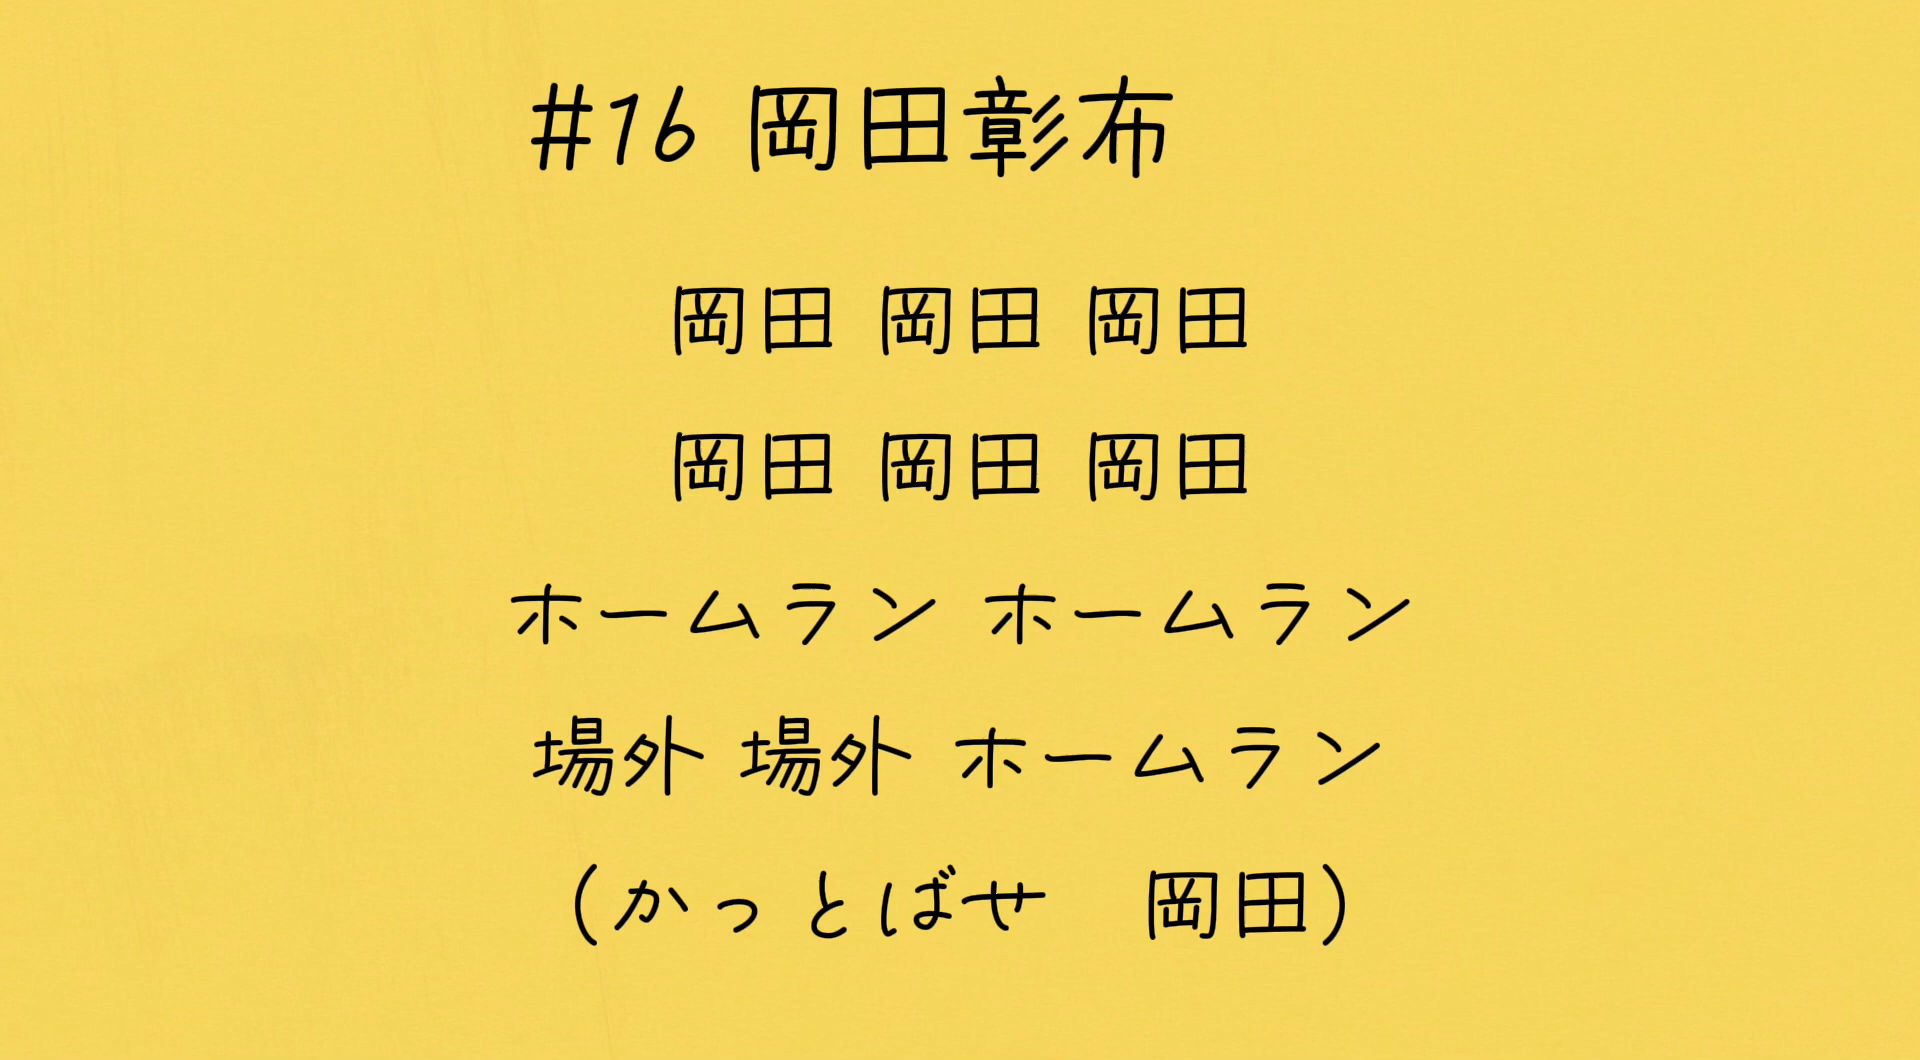 #16 岡田彰布
岡田 岡田 岡田
岡田 岡田 岡田
ホームラン ホームラン
場外 場外 ホームラン
(かっとばせ　岡田)